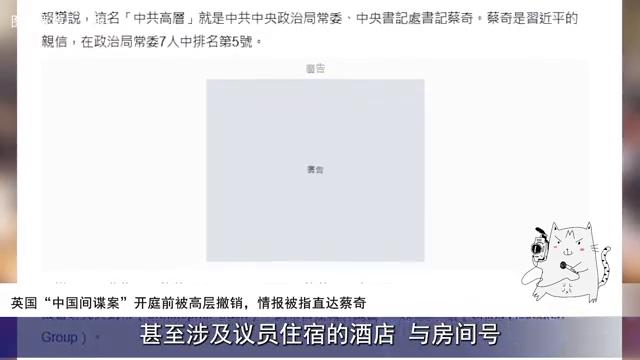 報導說，這名「中共高層」就是中共中央政治局常委、中央書記處書記蔡奇。蔡奇是習近平的
親信，在政治局常委7人中排名第5號。
廣告
廣告
英国“中国间谍案”开庭前被高层撤销，情报被指直达蔡奇
甚至涉及议员住宿的酒店 与房间号
Group）。